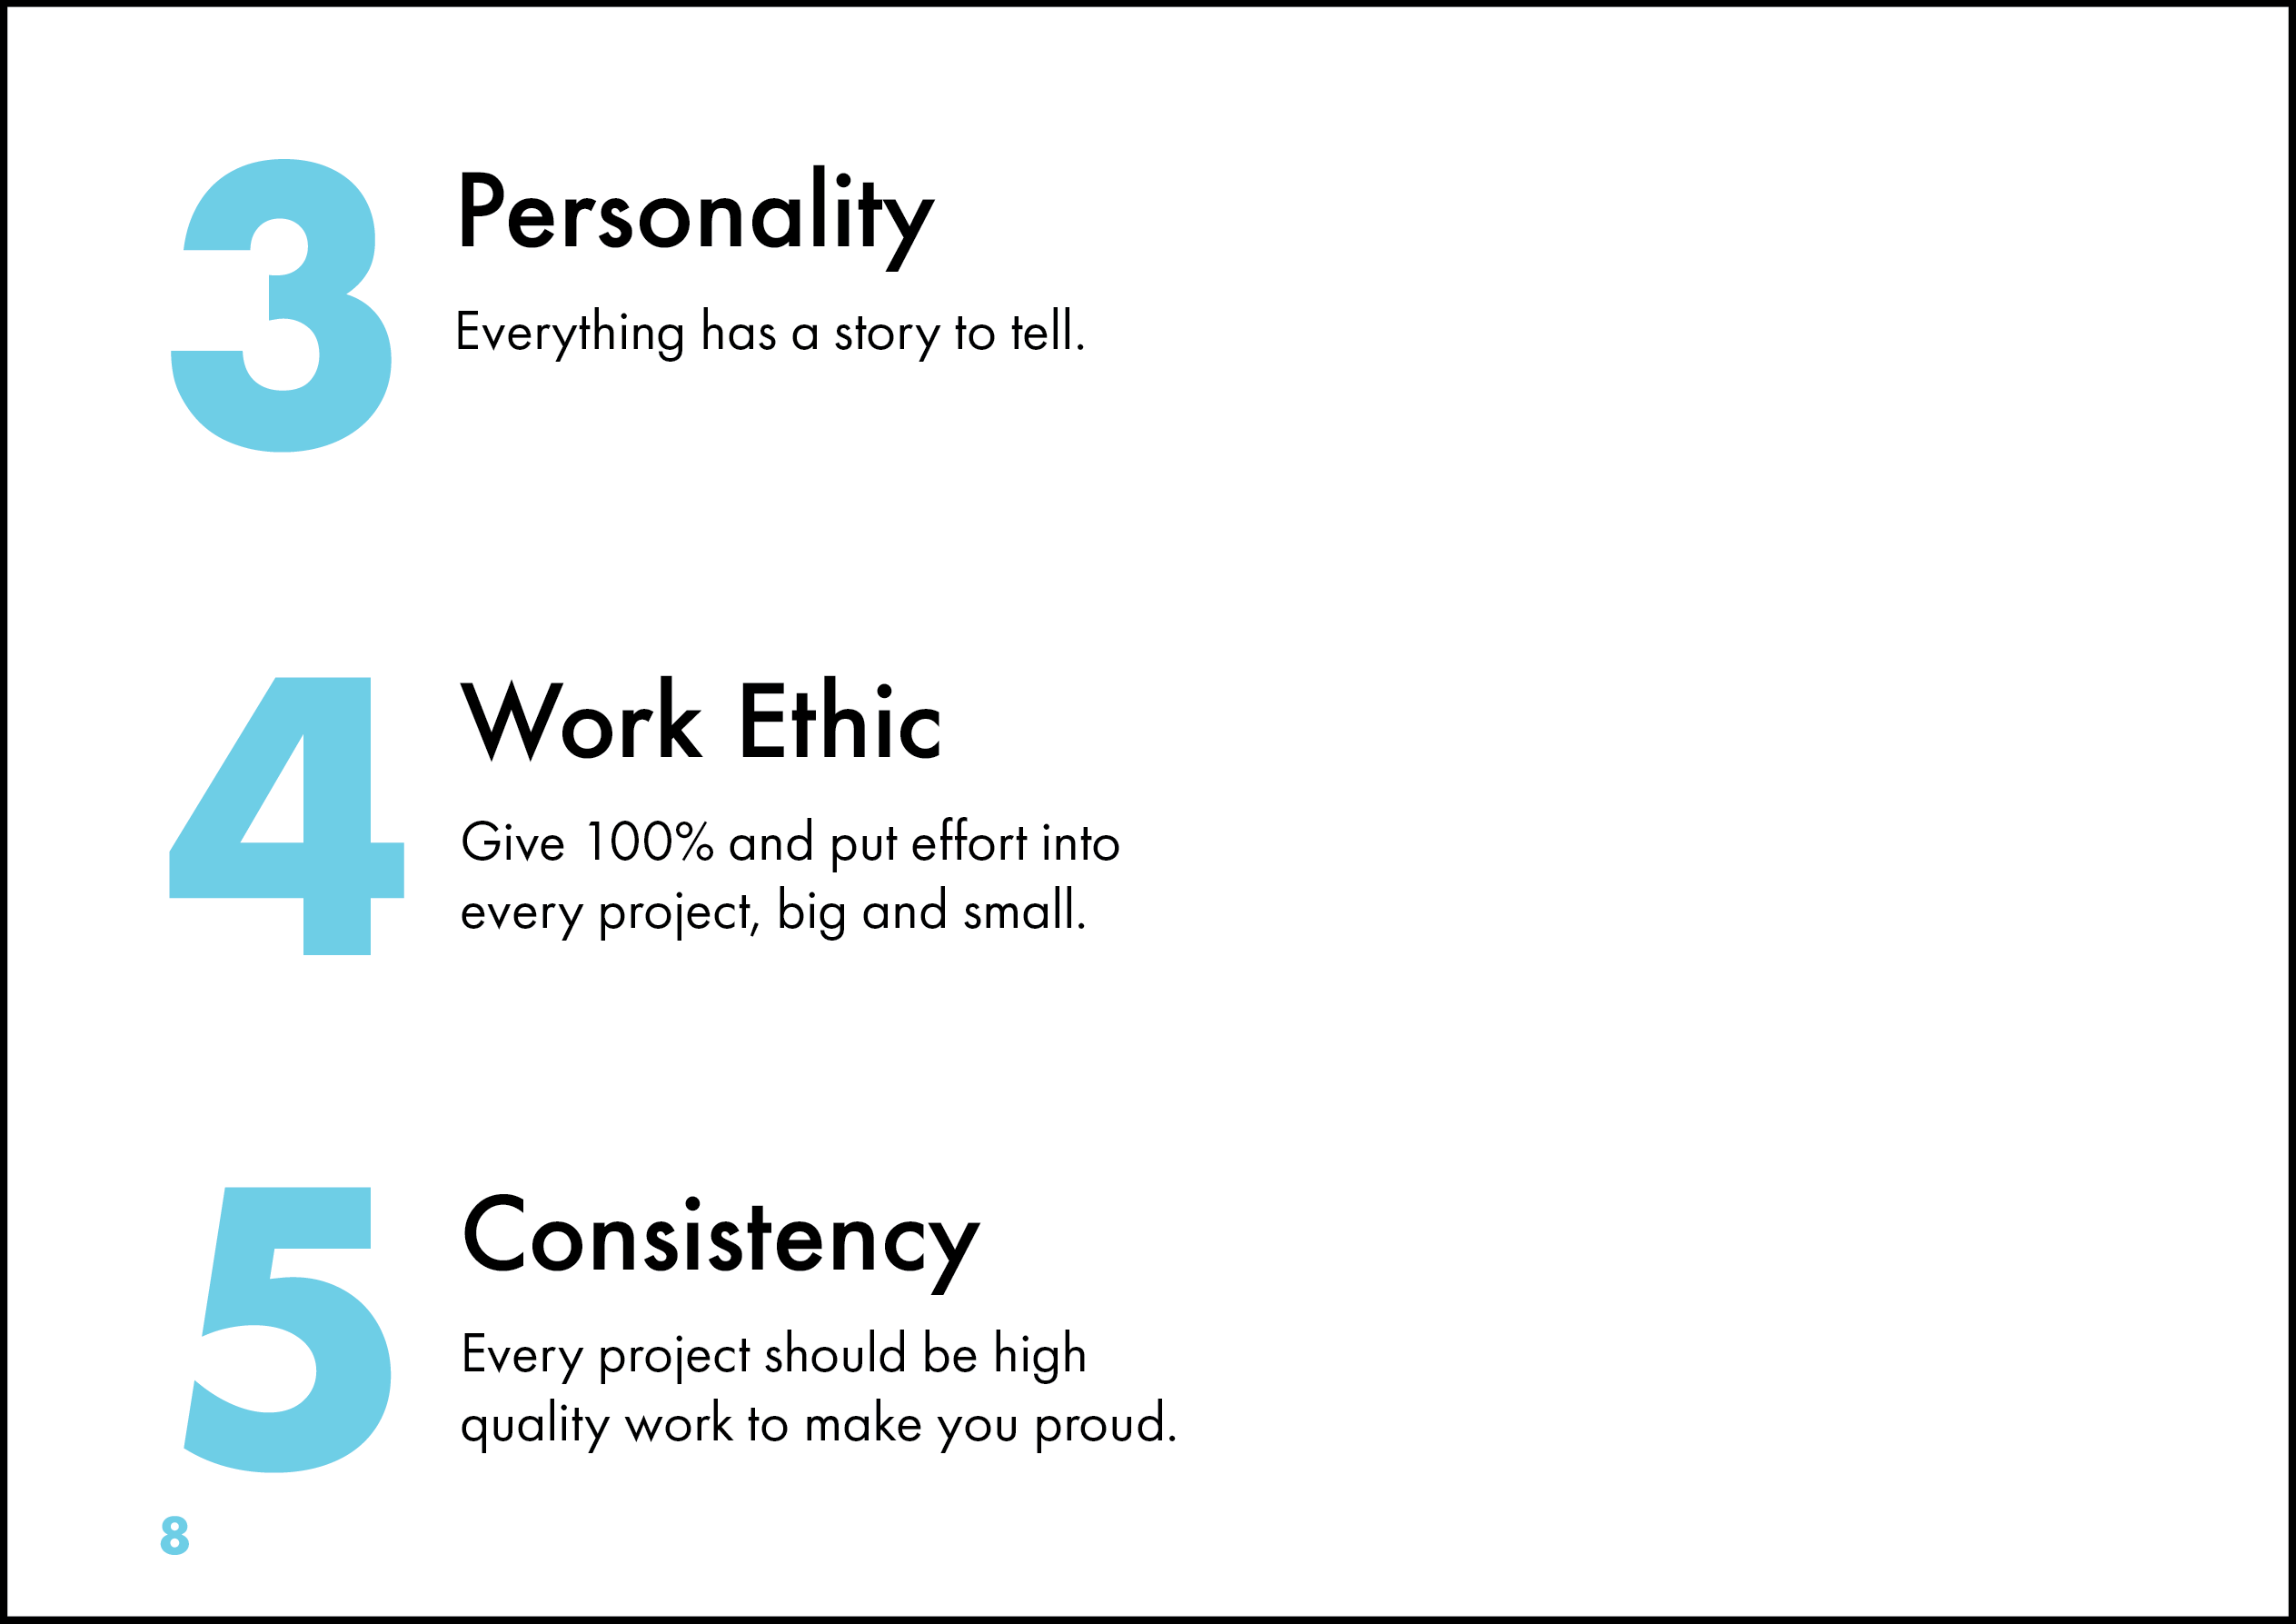 3
Personality
Everything has a story to tell.
4
Work Ethic
Give 100% and put effort into
every project, big and small.
5
Consistency
Every project should be high
quality work to make you proud.
8